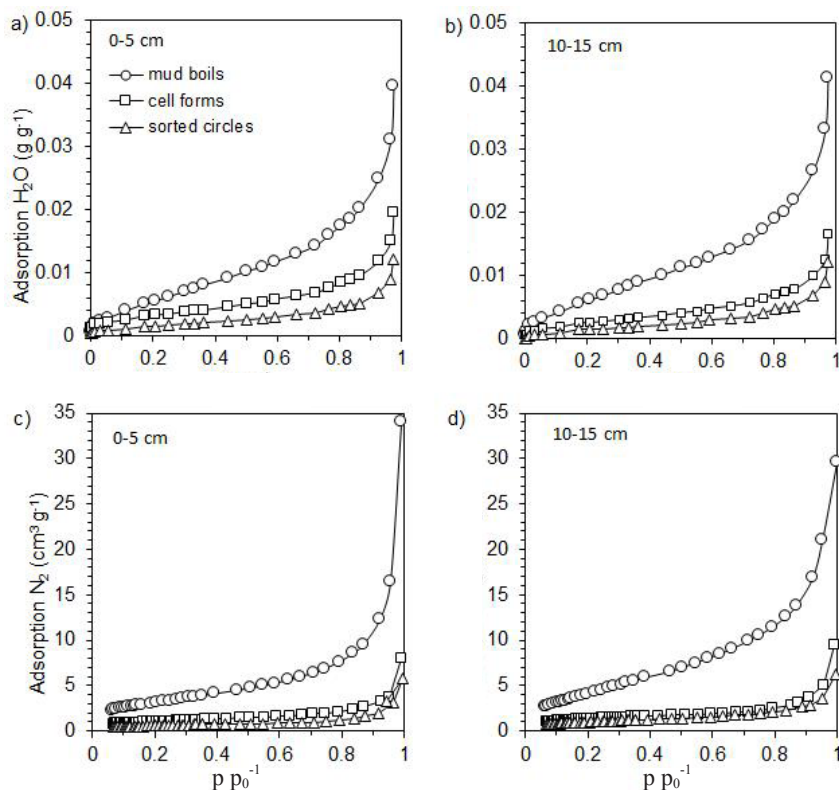 a)
0-5 cm
mud boils
cell forms
sorted circles
Adsorption H₂O (g g⁻¹)
0.05
0.04
0.03
0.02
0.01
0
0 0.2 0.4 0.6 0.8 1
b)
10-15 cm
0.05
0.04
0.03
0.02
0.01
0
0 0.2 0.4 0.6 0.8 1
c)
0-5 cm
Adsorption N₂ (cm³ g⁻¹)
35
30
25
20
15
10
5
0
0 0.2 0.4 0.6 0.8 1
p p₀⁻¹
d)
10-15 cm
35
30
25
20
15
10
5
0
0 0.2 0.4 0.6 0.8 1
p p₀⁻¹